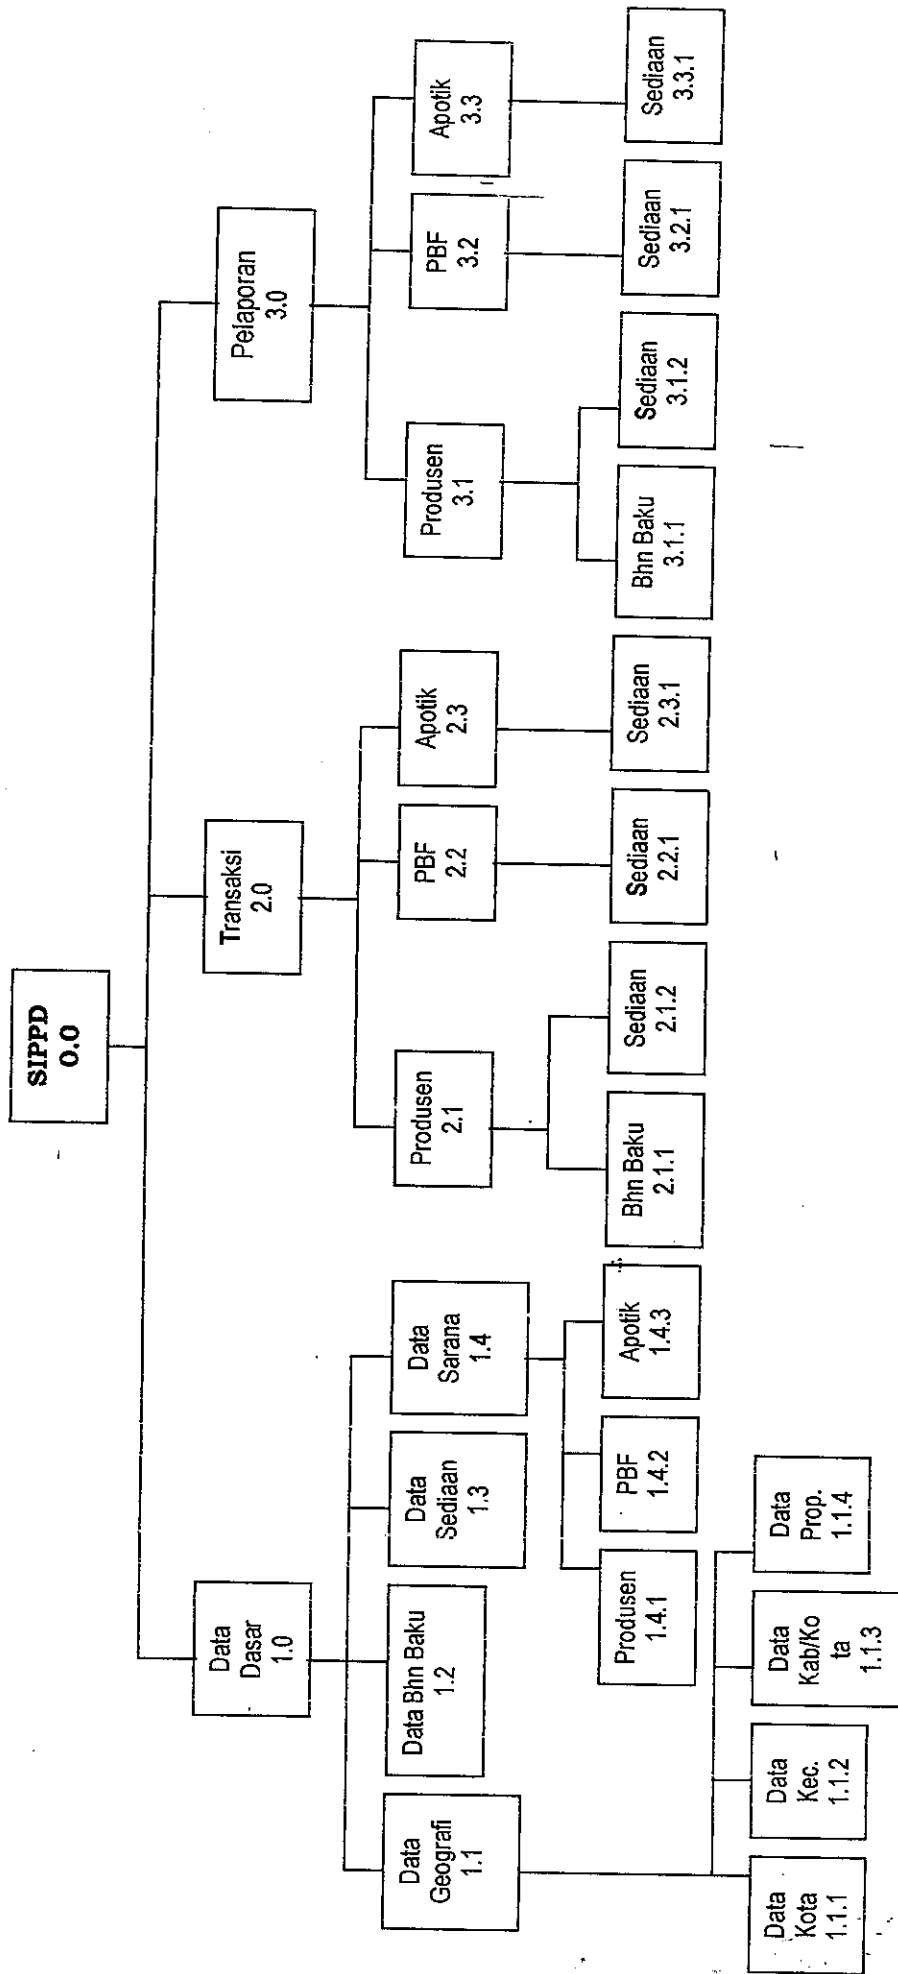 SIPPD
0.0
Data
Dasar
1.0
Transaksi
2.0
Pelaporan
3.0
Data
Geografi
1.1
Data Bhn Baku
1.2
Data
Sediaan
1.3
Data
Sarana
1.4
Produsen
2.1
PBF
2.2
Apotik
2.3
Produsen
3.1
PBF
3.2
Apotik
3.3
Produsen
1.4.1
PBF
1.4.2
Apotik
1.4.3
Bhn Baku
2.1.1
Sediaan
2.1.2
Sediaan
2.2.1
Sediaan
2.3.1
Bhn Baku
3.1.1
Sediaan
3.1.2
Sediaan
3.2.1
Sediaan
3.3.1
Data
Kota
1.1.1
Data
Kec.
1.1.2
Data
Kab/Ko
ta
1.1.3
Data
Prop.
1.1.4